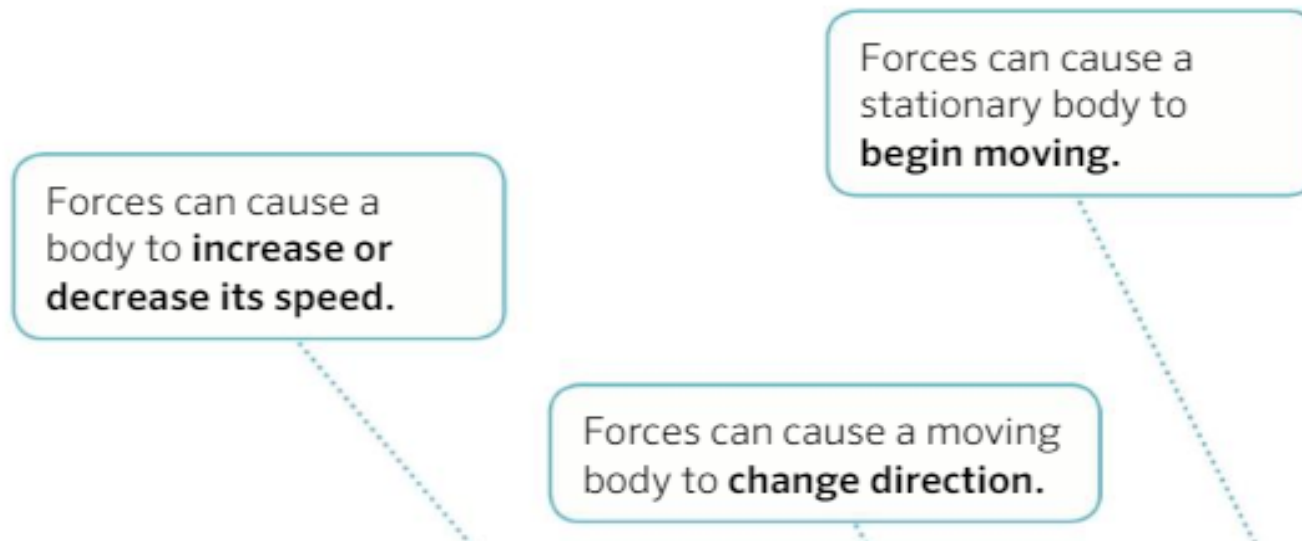 Forces can cause a
stationary body to
begin moving.
Forces can cause a
body to increase or
decrease its speed.
Forces can cause a moving
body to change direction.